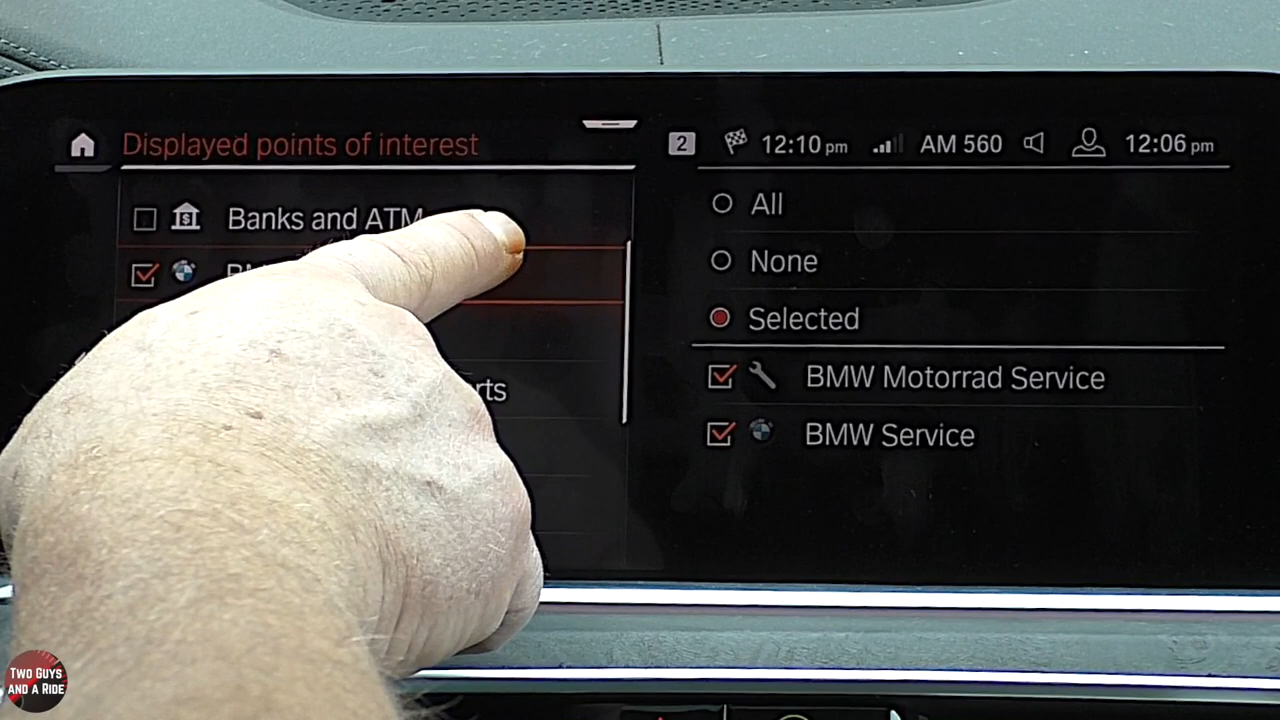 Displayed points of interest
2 12:10 pm AM 560 12:06 pm
Banks and ATM
All
None
Selected
BMW Motorrad Service
BMW Service
TWO GUYS
AND A RIDE